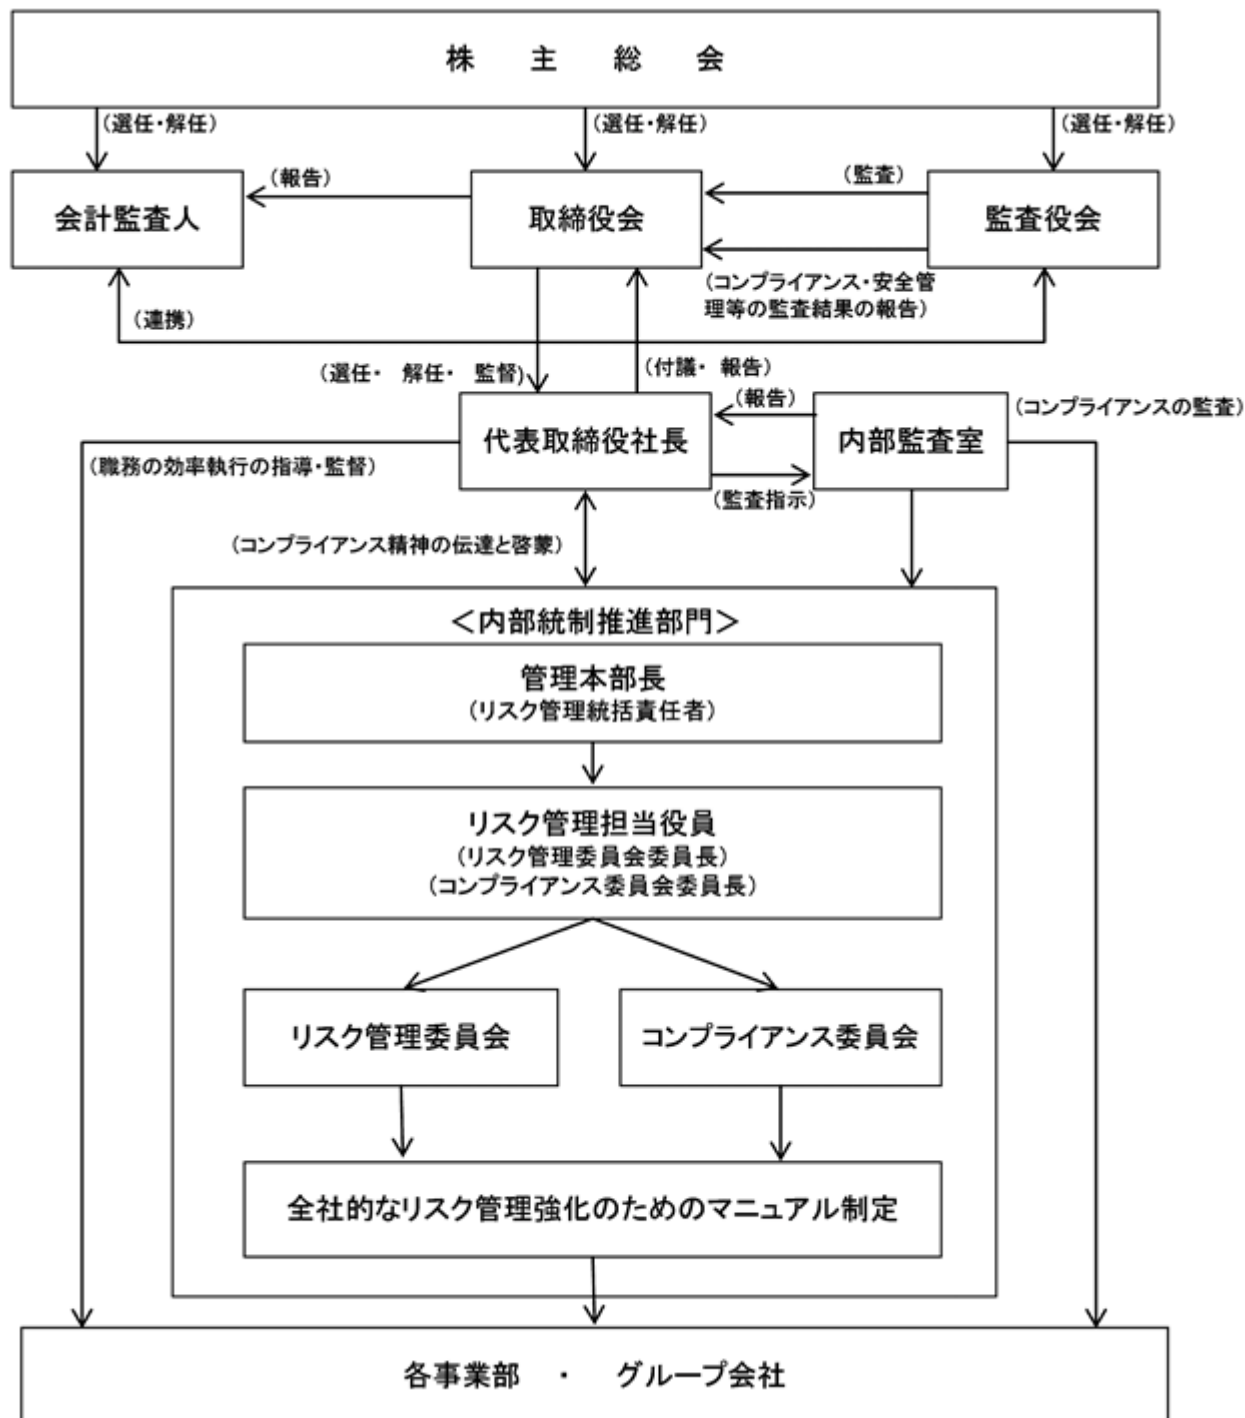 株 主 総 会
(選任・解任)
(選任・解任)
(選任・解任)
会計監査人
(報告)
取締役会
(監査)
監査役会
(コンプライアンス・安全管
理等の監査結果の報告)
(連携)
(選任・ 解任・ 監督)
(付議・ 報告)
代表取締役社長
(報告)
内部監査室
(コンプライアンスの監査)
(職務の効率執行の指導・監督)
(監査指示)
(コンプライアンス精神の伝達と啓蒙)
<内部統制推進部門>
管理本部長
(リスク管理統括責任者)
リスク管理担当役員
(リスク管理委員会委員長)
(コンプライアンス委員会委員長)
リスク管理委員会
コンプライアンス委員会
全社的なリスク管理強化のためのマニュアル制定
各事業部 ・ グループ会社